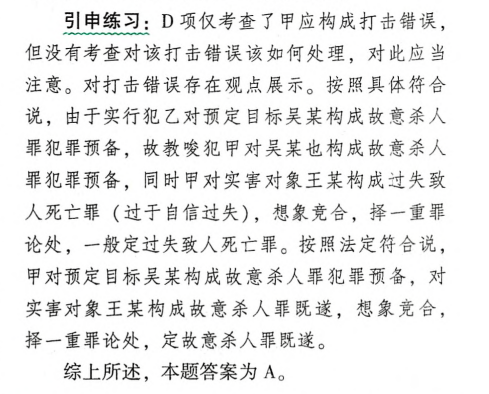 引申练习：D 项仅考查了甲应构成打击错误，
但没有考查对该打击错误该如何处理，对此应当
注意。对打击错误存在观点展示。按照具体符合
说，由于实行犯乙对预定目标吴某构成故意杀人
罪犯罪预备，故教唆犯甲对吴某也构成故意杀人
罪犯罪预备，同时甲对实害对象王某构成过失致
人死亡罪（过于自信过失），想象竞合，择一重罪
论处，一般定过失致人死亡罪。按照法定符合说，
甲对预定目标吴某构成故意杀人罪犯罪预备，对
实害对象王某构成故意杀人罪既遂，想象竞合，
择一重罪论处，定故意杀人罪既遂。
综上所述，本题答案为 A。